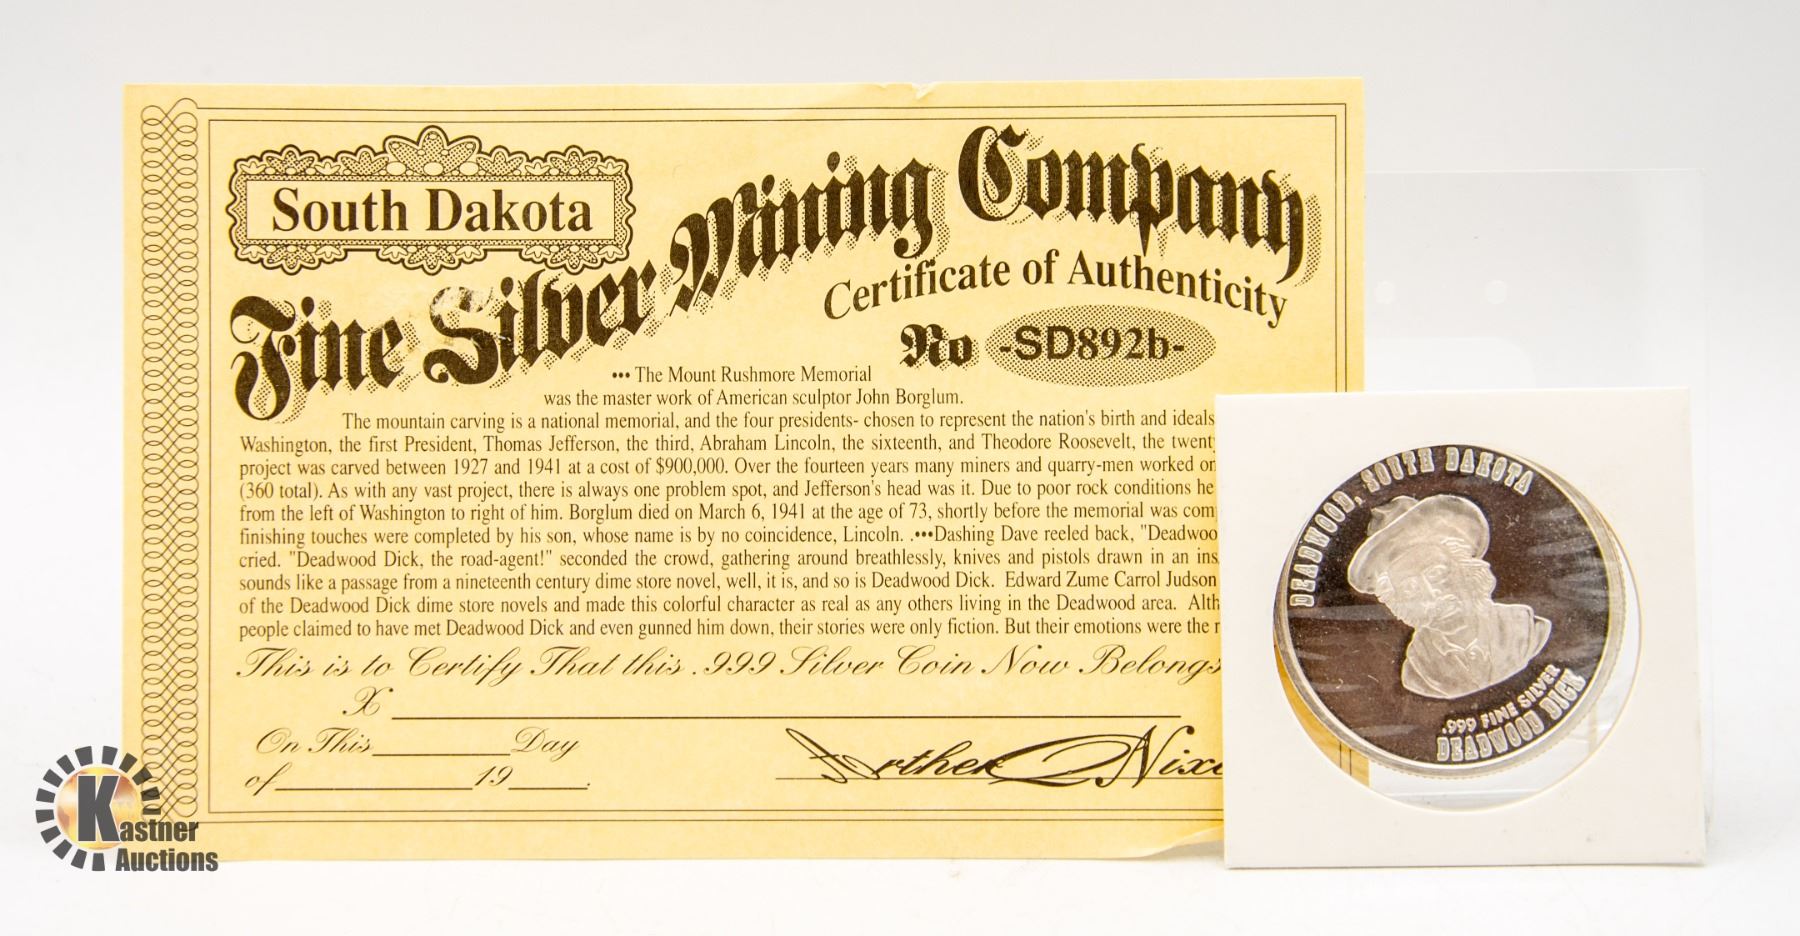 South Dakota
Fine Silver Mining Company
Certificate of Authenticity
No -SD892b-
••• The Mount Rushmore Memorial
was the master work of American sculptor John Borglum.
The mountain carving is a national memorial, and the four presidents- chosen to represent the nation's birth and ideals
Washington, the first President, Thomas Jefferson, the third, Abraham Lincoln, the sixteenth, and Theodore Roosevelt, the
project was carved between 1927 and 1941 at a cost of $900,000. Over the fourteen years many miners and quarry-men worked
(360 total). As with any vast project, there is always one problem spot, and Jefferson's head was it. Due to poor rock conditions he
from the left of Washington to right of him. Borglum died on March 6, 1941 at the age of 73, shortly before the memorial was
finishing touches were completed by his son, whose name is by no coincidence, Lincoln. .•••Dashing Dave reeled back,
cried. "Deadwood Dick, the road-agent!" seconded the crowd, gathering around breathlessly, knives and pistols drawn in an
sounds like a passage from a nineteenth century dime store novel, well, it is, and so is Deadwood Dick. Edward Zume Carrol Judson
of the Deadwood Dick dime store novels and made this colorful character as real as any others living in the Deadwood area.
people claimed to have met Deadwood Dick and even gunned him down, their stories were only fiction. But their emotions were the
This is to Certify That this .999 Silver Coin Now Belongs
X
On This Day
of 19 .
Arther Nixon
DEADWOOD, SOUTH DAKOTA
.999 FINE SILVER
DEADWOOD DICK
Kastner
Auctions